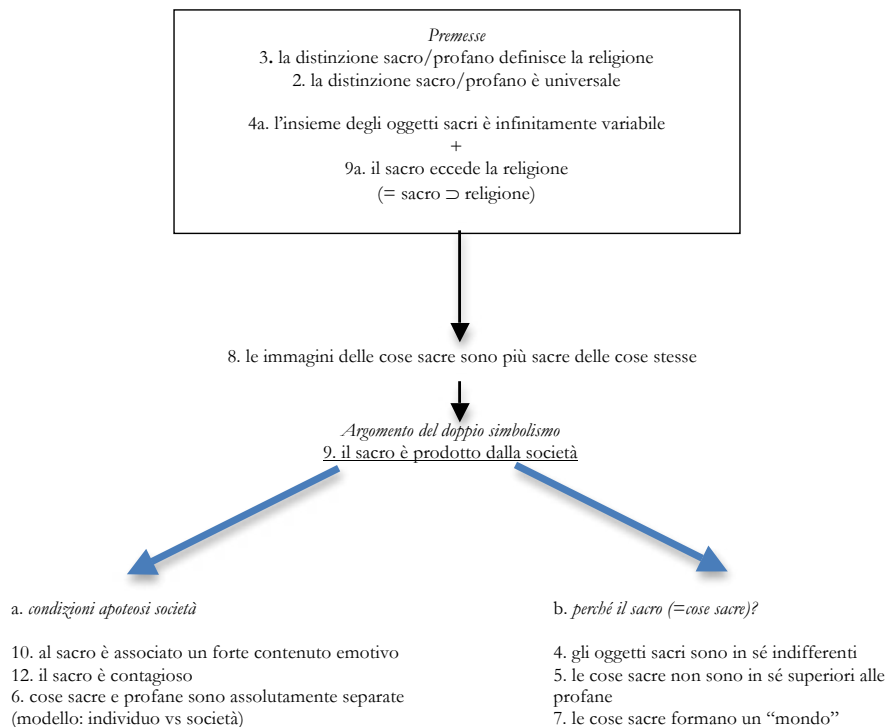 Premesse
3. la distinzione sacro/profano definisce la religione
2. la distinzione sacro/profano è universale
4a. l'insieme degli oggetti sacri è infinitamente variabile
+
9a. il sacro eccede la religione
(= sacro ⊃ religione)
8. le immagini delle cose sacre sono più sacre delle cose stesse
Argomento del doppio simbolismo
9. il sacro è prodotto dalla società
a. condizioni apoteosi società
10. al sacro è associato un forte contenuto emotivo
12. il sacro è contagioso
6. cose sacre e profane sono assolutamente separate
(modello: individuo vs società)
b. perché il sacro (=cose sacre)?
4. gli oggetti sacri sono in sé indifferenti
5. le cose sacre non sono in sé superiori alle
profane
7. le cose sacre formano un “mondo”